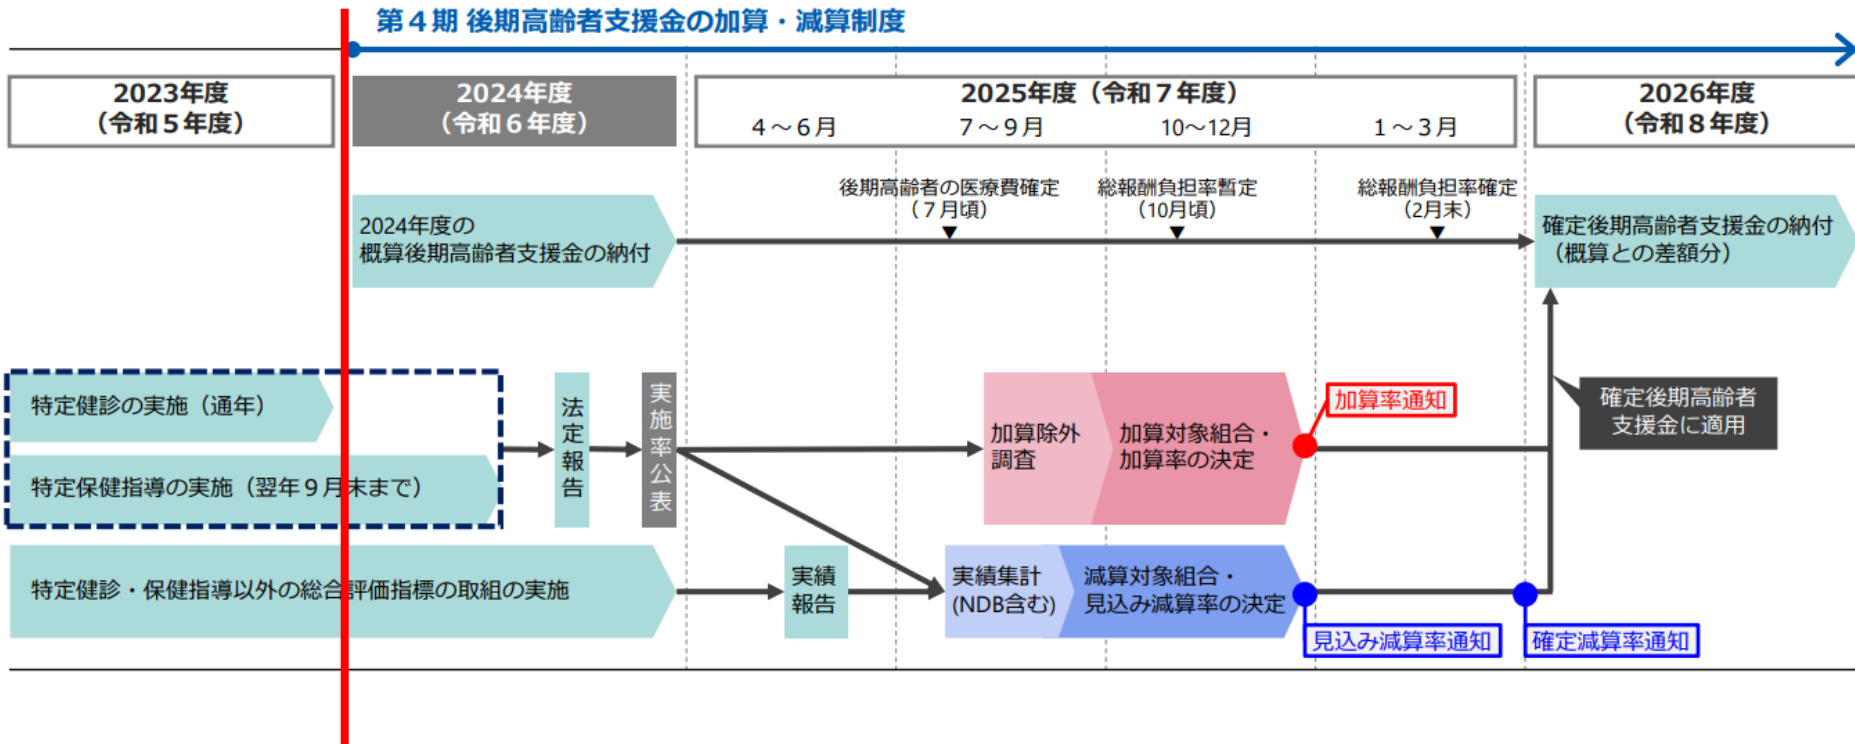 第４期 後期高齢者支援金の加算・減算制度
2023年度
（令和５年度）
2024年度
（令和６年度）
2025年度（令和７年度）
４～６月
７～９月
10～12月
１～３月
2026年度
（令和８年度）
後期高齢者の医療費確定
（７月頃）
▼
総報酬負担率暫定
（10月頃）
▼
総報酬負担率確定
（2月末）
▼
2024年度の
概算後期高齢者支援金の納付
確定後期高齢者支援金の納付
（概算との差額分）
特定健診の実施（通年）
特定保健指導の実施（翌年９月末まで）
法定報告
実施率公表
加算除外
調査
加算対象組合・
加算率の決定
加算率通知
確定後期高齢者
支援金に適用
特定健診・保健指導以外の総合評価指標の取組の実施
実績
報告
実績集計
(NDB含む)
減算対象組合・
見込み減算率の決定
見込み減算率通知
確定減算率通知